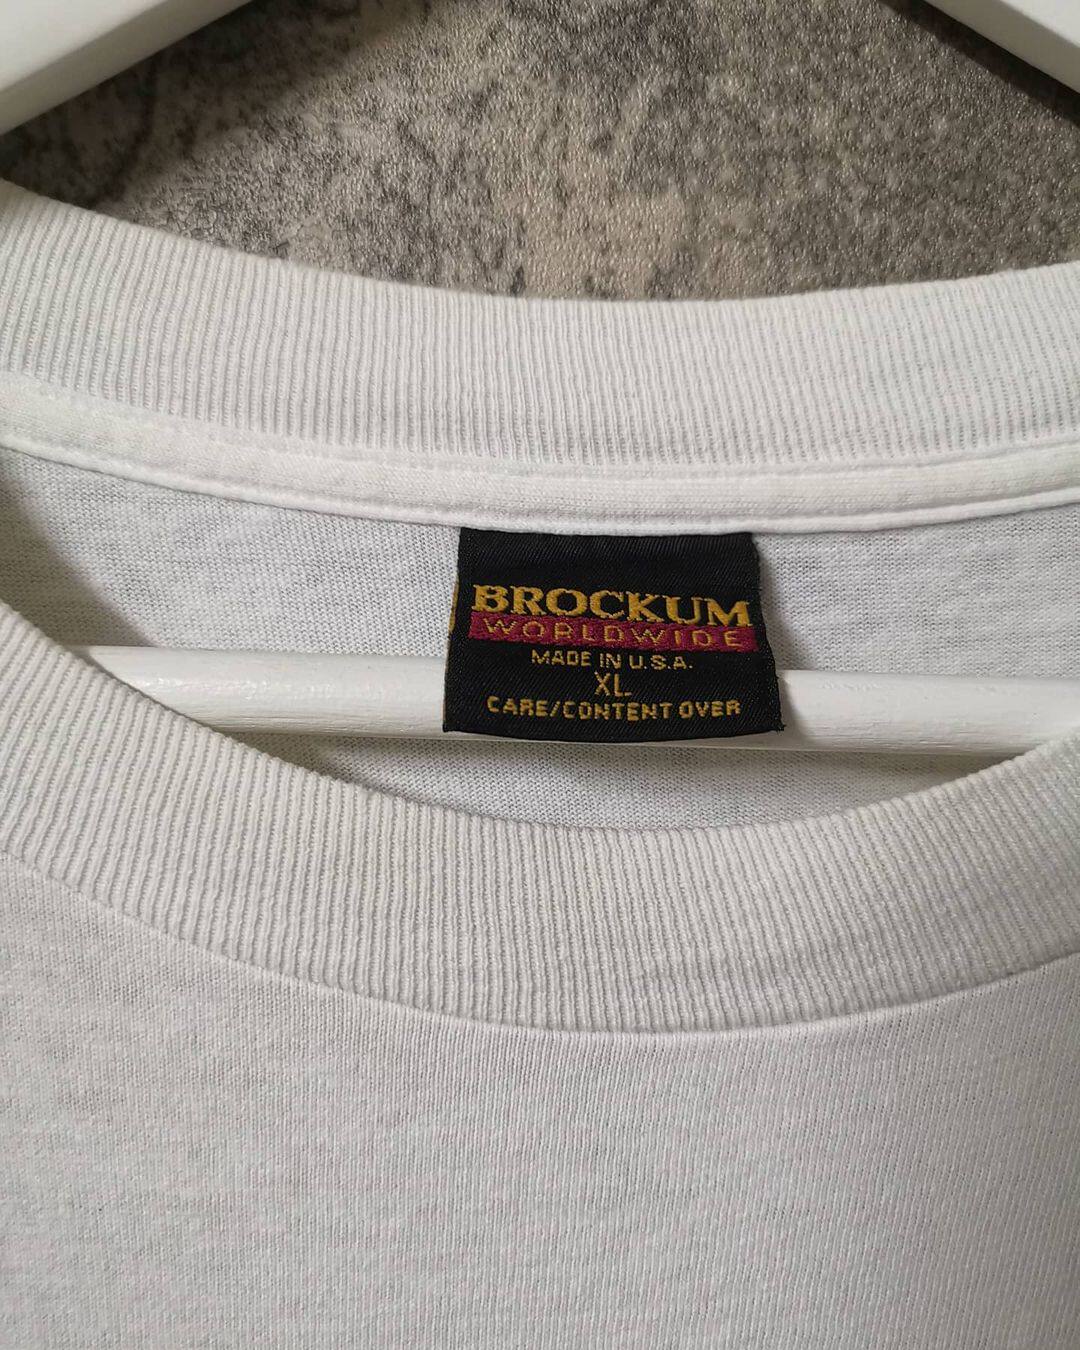 BROCKUM
WORLDWIDE
MADE IN U.S.A.
XL
CARE/CONTENT OVER